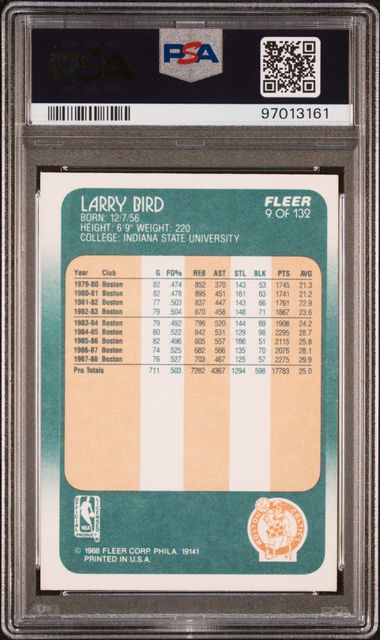 PSA
97013161
LARRY BIRD
BORN: 12/7/56
HEIGHT: 6'9" WEIGHT: 220
COLLEGE: INDIANA STATE UNIVERSITY
FLEER
9 OF 132
Year Club G FG% REB AST STL BLK PTS AVG
1979-80 Boston 82 .474 852 370 143 53 1745 21.3
1980-81 Boston 82 .478 895 451 161 63 1741 21.2
1981-82 Boston 77 .503 837 447 143 66 1761 22.9
1982-83 Boston 79 .504 870 458 148 71 1867 23.6
1983-84 Boston 79 .492 796 520 144 69 1908 24.2
1984-85 Boston 80 .522 842 531 129 98 2295 28.7
1985-86 Boston 82 .496 805 557 166 51 2115 25.8
1986-87 Boston 74 .525 682 566 135 70 2076 28.1
1987-88 Boston 76 .527 703 467 125 57 2275 29.9
Pro Totals 711 .503 7282 4367 1294 598 17783 25.0
NBA
PRODUCT
BOSTON CELTICS
© 1988 FLEER CORP. PHILA. 19141
PRINTED IN U.S.A.